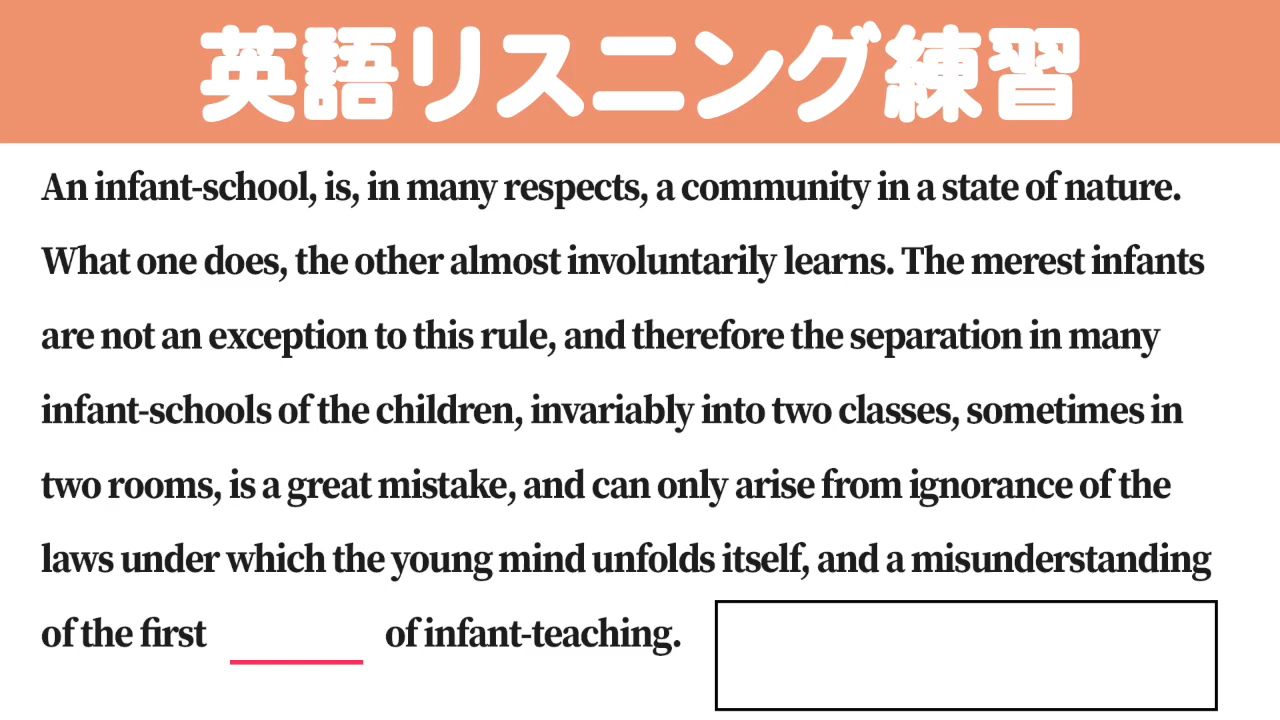 英語リスニング練習
An infant-school, is, in many respects, a community in a state of nature.
What one does, the other almost involuntarily learns. The merest infants
are not an exception to this rule, and therefore the separation in many
infant-schools of the children, invariably into two classes, sometimes in
two rooms, is a great mistake, and can only arise from ignorance of the
laws under which the young mind unfolds itself, and a misunderstanding
of the first of infant-teaching.